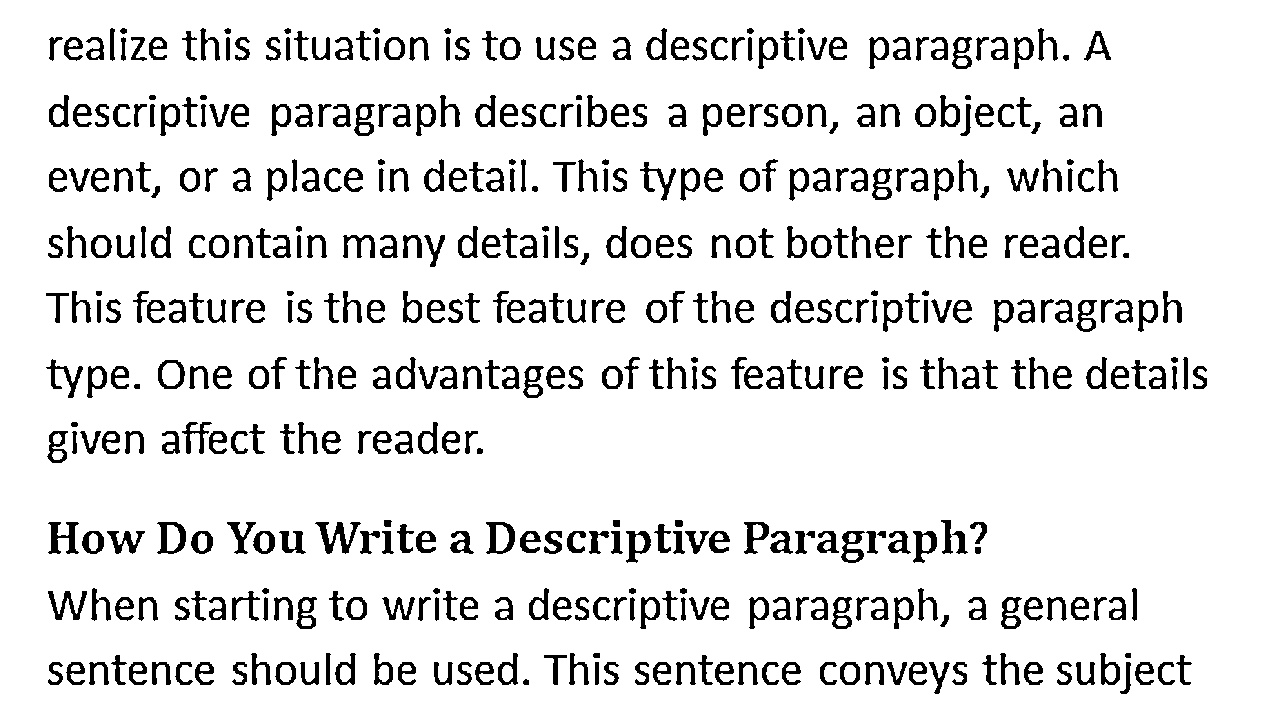 realize this situation is to use a descriptive paragraph. A
descriptive paragraph describes a person, an object, an
event, or a place in detail. This type of paragraph, which
should contain many details, does not bother the reader.
This feature is the best feature of the descriptive paragraph
type. One of the advantages of this feature is that the details
given affect the reader.
How Do You Write a Descriptive Paragraph?
When starting to write a descriptive paragraph, a general
sentence should be used. This sentence conveys the subject